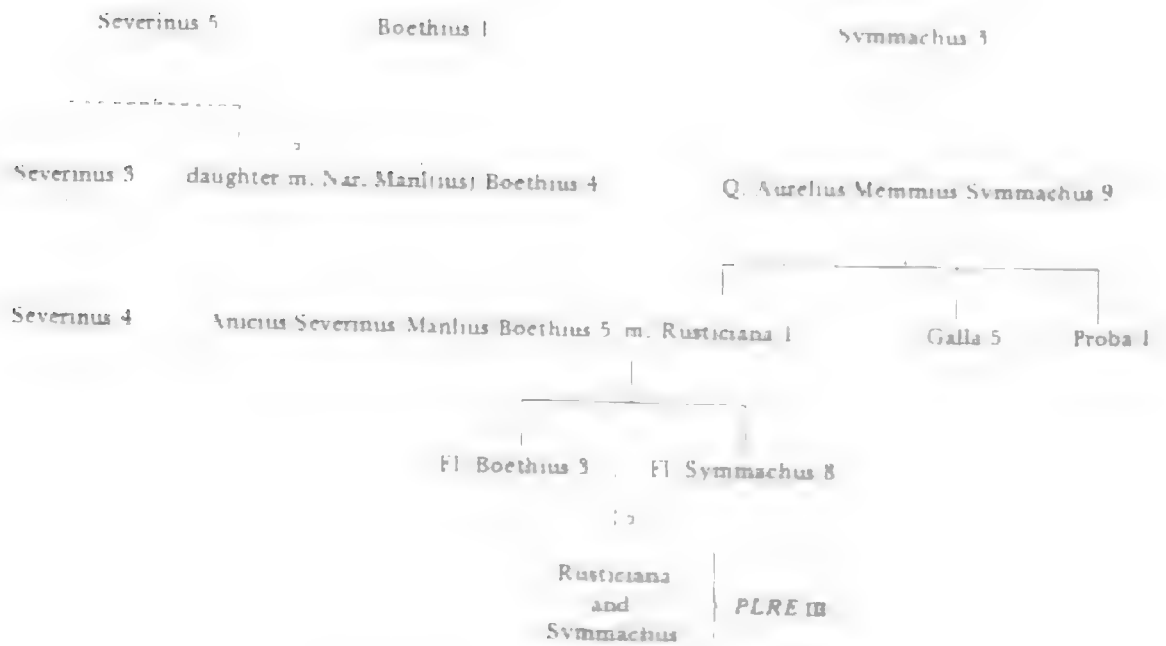 Severinus 5 Boethius 1 Symmachus 3
?
Severinus 3 daughter m. Nar. Manl(ius) Boethius 4 Q. Aurelius Memmius Symmachus 9
Severinus 4 Anicius Severinus Manlius Boethius 5 m. Rusticiana 1 Galla 5 Proba 1
Fl. Boethius 3 Fl. Symmachus 8
?
Rusticiana
and
Symmachus
PLRE III